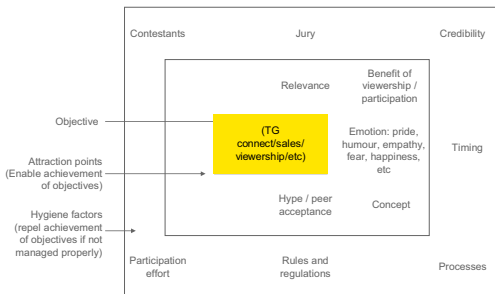 Contestants
Jury
Credibility
Relevance
Benefit of
viewership /
participation
Objective
(TG
connect/sales/
viewership/etc)
Emotion: pride,
humour, empathy,
fear, happiness,
etc
Timing
Attraction points
(Enable achievement
of objectives)
Hype / peer
acceptance
Concept
Hygiene factors
(repel achievement
of objectives if not
managed properly)
Participation
effort
Rules and
regulations
Processes